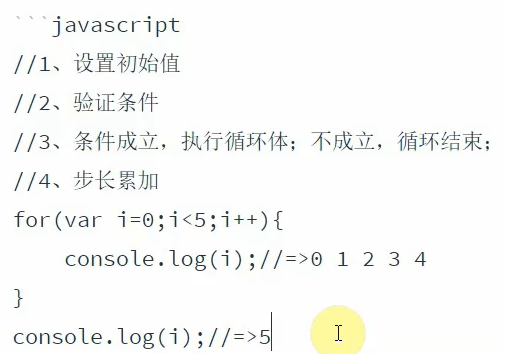 ```javascript
//1、设置初始值
//2、验证条件
//3、条件成立，执行循环体；不成立，循环结束；
//4、步长累加
for(var i=0;i<5;i++){
    console.log(i);//=>0 1 2 3 4
}
console.log(i);//=>5